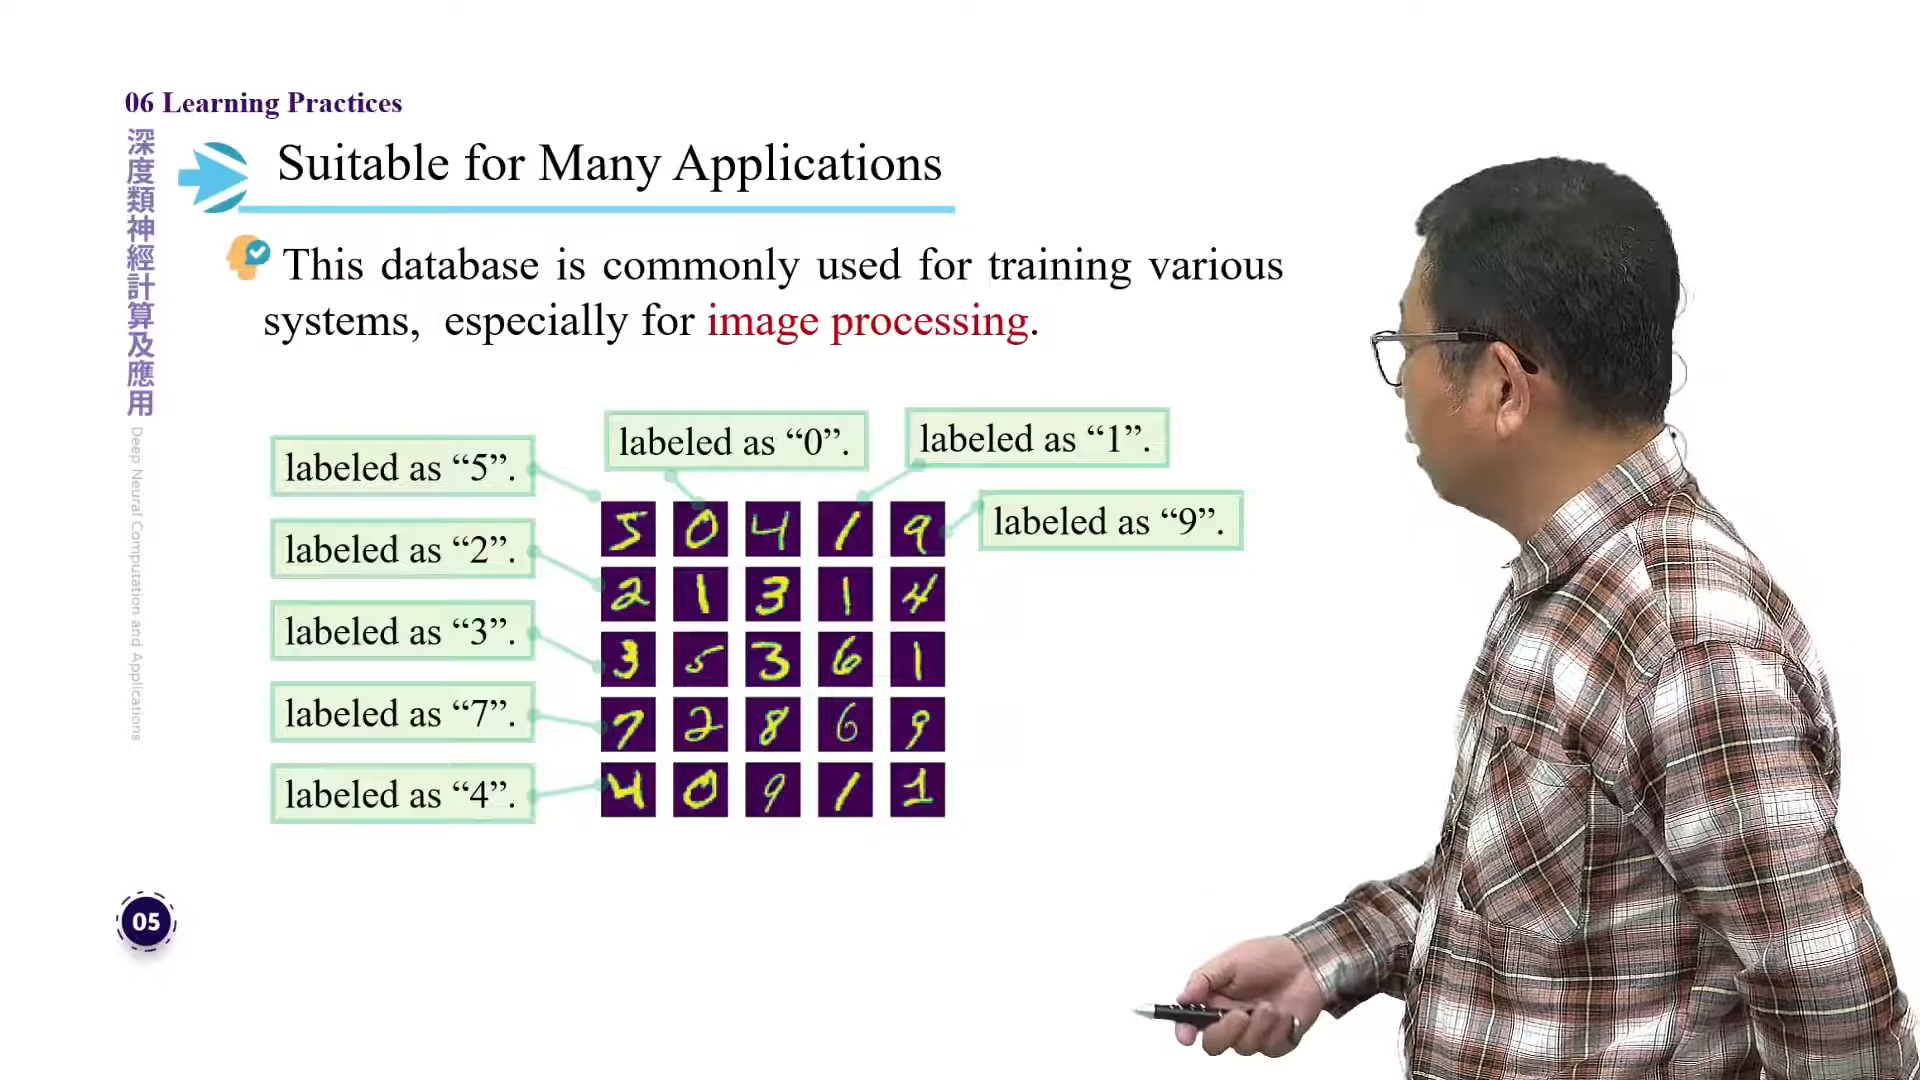 06 Learning Practices
深度類神經計算及應用
Deep Neural Computation and Applications
Suitable for Many Applications
This database is commonly used for training various
systems, especially for image processing.
labeled as “0”.
labeled as “1”.
labeled as “5”.
labeled as “9”.
labeled as “2”.
labeled as “3”.
labeled as “7”.
labeled as “4”.
5 0 4 1 9
2 1 3 1 4
3 5 3 6 1
7 2 8 6 9
4 0 9 1 1
05